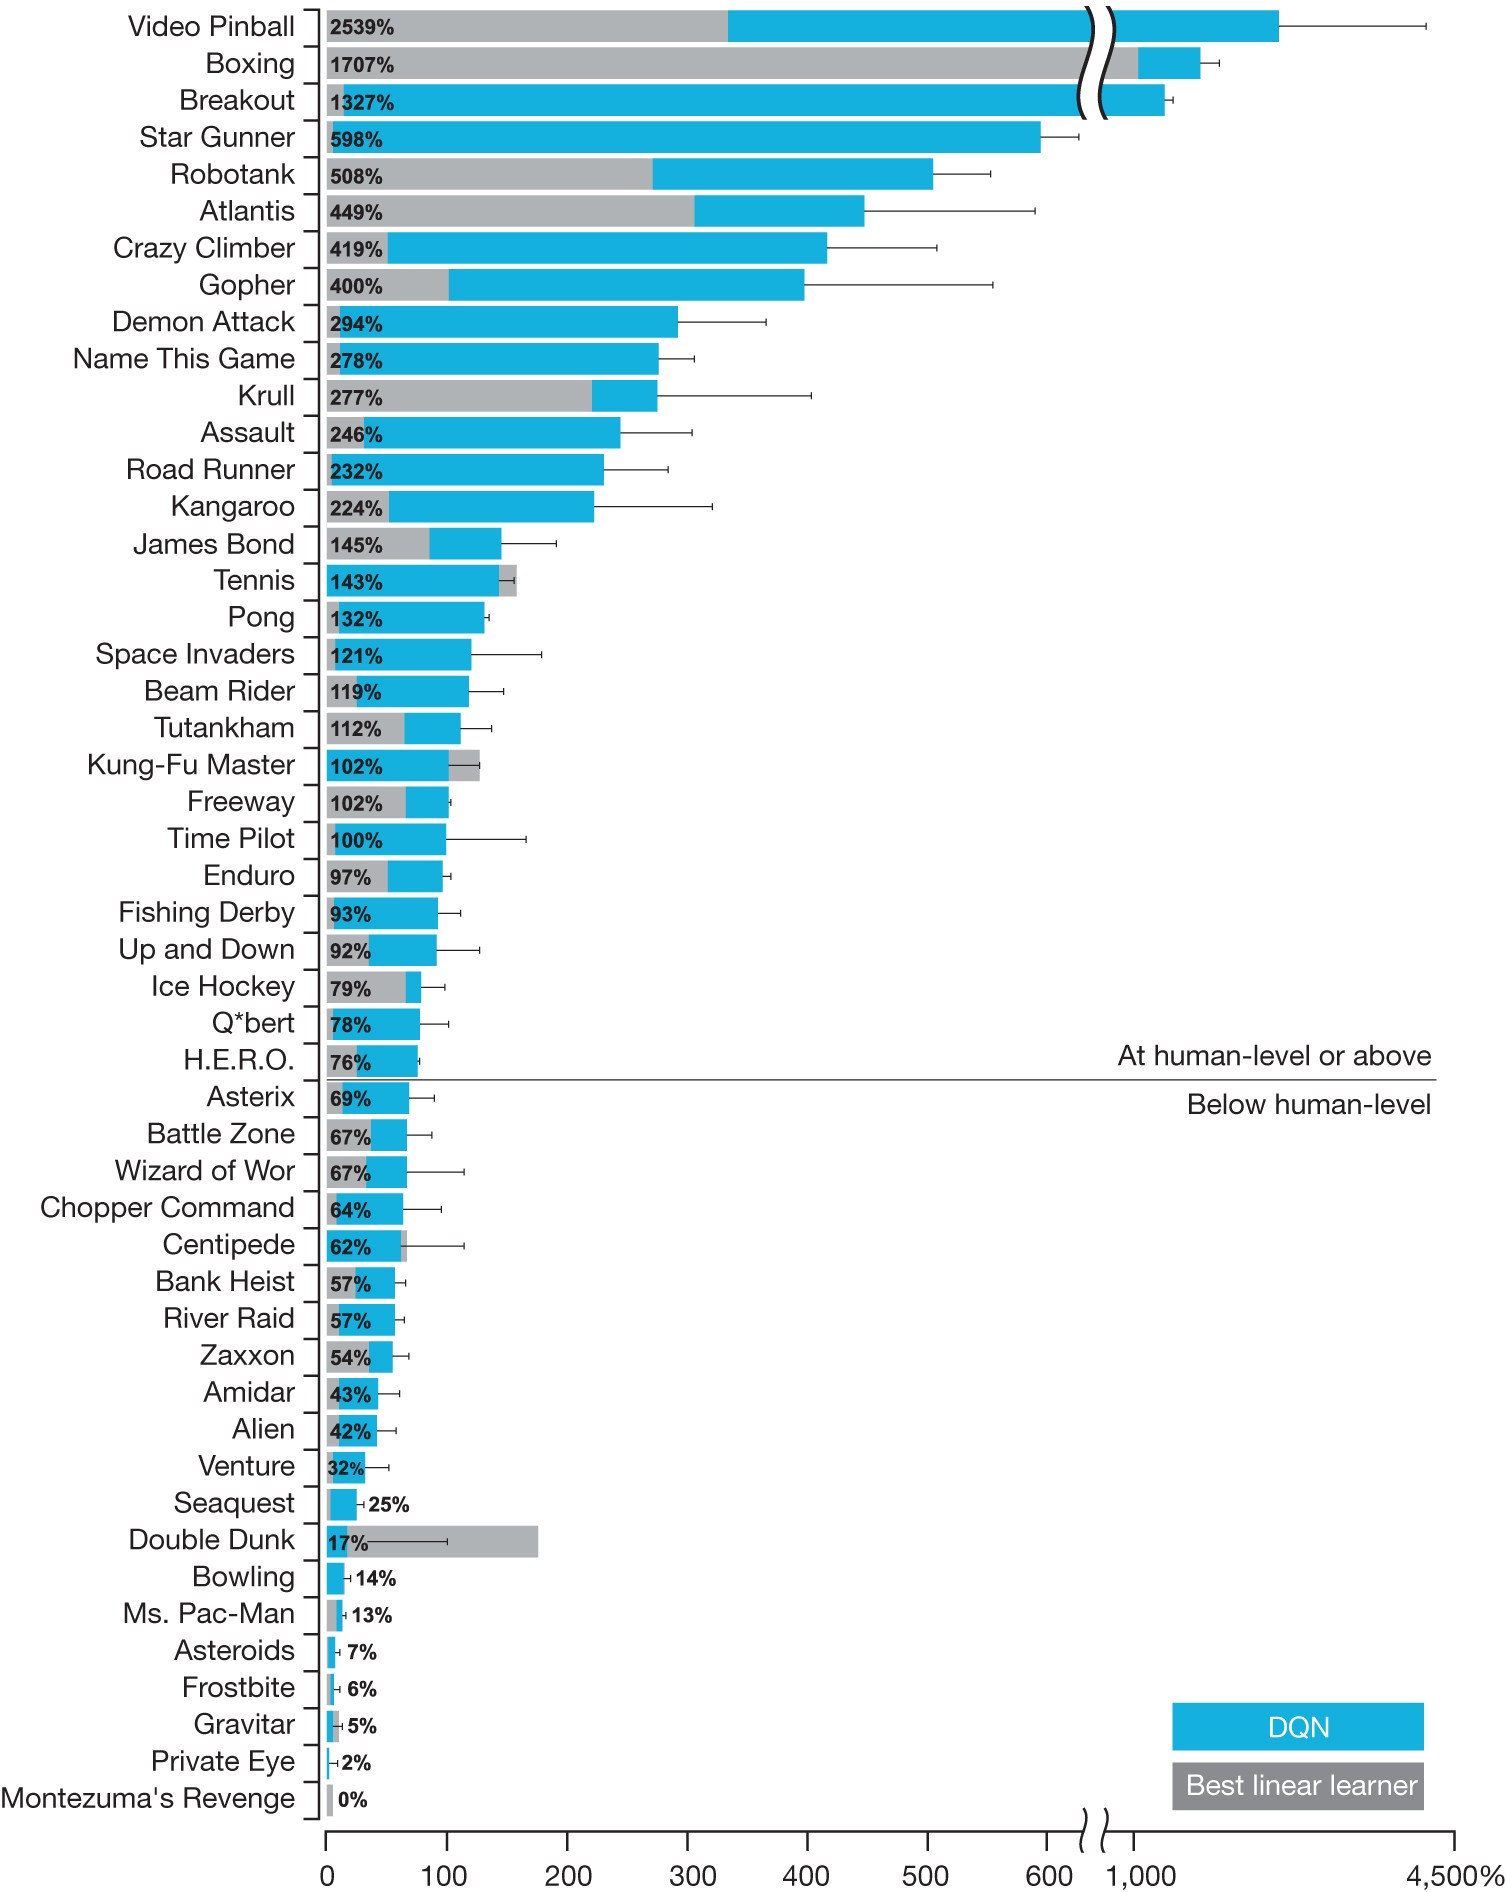 Video Pinball 2539%
Boxing 1707%
Breakout 1327%
Star Gunner 598%
Robotank 508%
Atlantis 449%
Crazy Climber 419%
Gopher 400%
Demon Attack 294%
Name This Game 278%
Krull 277%
Assault 246%
Road Runner 232%
Kangaroo 224%
James Bond 145%
Tennis 143%
Pong 132%
Space Invaders 121%
Beam Rider 119%
Tutankham 112%
Kung-Fu Master 102%
Freeway 102%
Time Pilot 100%
Enduro 97%
Fishing Derby 93%
Up and Down 92%
Ice Hockey 79%
Q*bert 78%
H.E.R.O. 76%
At human-level or above
Asterix 69%
Below human-level
Battle Zone 67%
Wizard of Wor 67%
Chopper Command 64%
Centipede 62%
Bank Heist 57%
River Raid 57%
Zaxxon 54%
Amidar 43%
Alien 42%
Venture 32%
Seaquest 25%
Double Dunk 17%
Bowling 14%
Ms. Pac-Man 13%
Asteroids 7%
Frostbite 6%
Gravitar 5%
DQN
Private Eye 2%
Best linear learner
Montezuma's Revenge 0%
0 100 200 300 400 500 600 1,000 4,500%